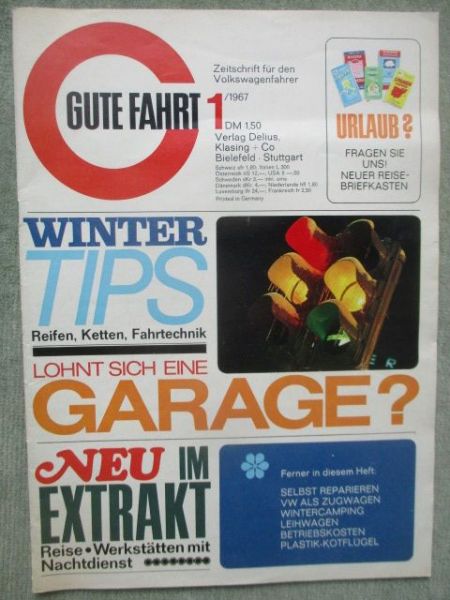 GUTE FAHRT 1/1967
Zeitschrift für den
Volkswagenfahrer
DM 1.50
Verlag Delius,
Klasing + Co
Bielefeld · Stuttgart
Printed in Germany
URLAUB?
FRAGEN SIE
UNS!
NEUER REISE-
BRIEFKASTEN
WINTER
TIPS
Reifen, Ketten, Fahrtechnik
LOHNT SICH EINE
GARAGE?
NEU IM
EXTRAKT
Reise • Werkstätten mit
Nachtdienst
Ferner in diesem Heft:
SELBST REPARIEREN
VW ALS ZUGWAGEN
WINTERCAMPING
LEIHWAGEN
BETRIEBSKOSTEN
PLASTIK-KOTFLÜGEL